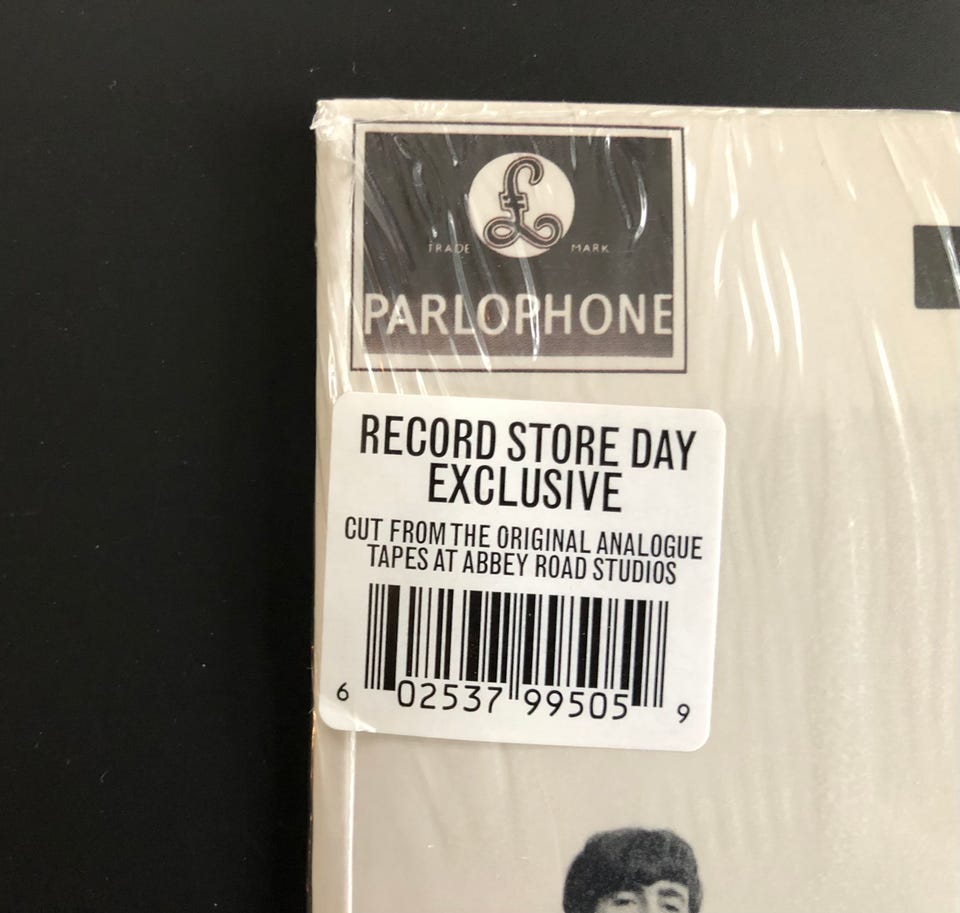 £
TRADE MARK
PARLOPHONE
RECORD STORE DAY
EXCLUSIVE
CUT FROM THE ORIGINAL ANALOGUE
TAPES AT ABBEY ROAD STUDIOS
6 02537 99505 9